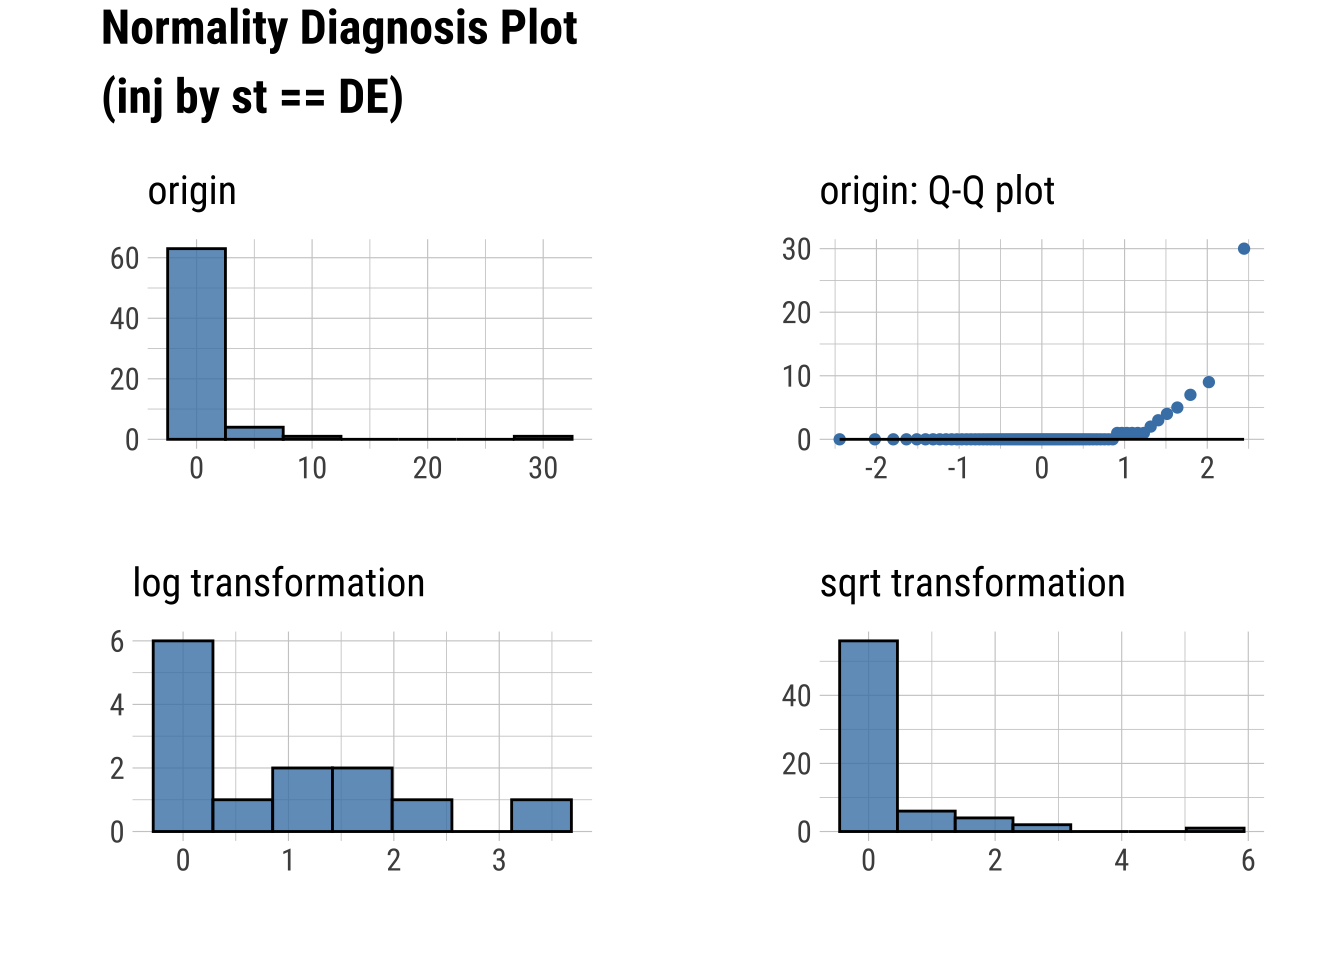 Normality Diagnosis Plot
(inj by st == DE)
origin
60
40
20
0
0 10 20 30
origin: Q-Q plot
30
20
10
0
-2 -1 0 1 2
log transformation
6
4
2
0
0 1 2 3
sqrt transformation
40
20
0
0 2 4 6